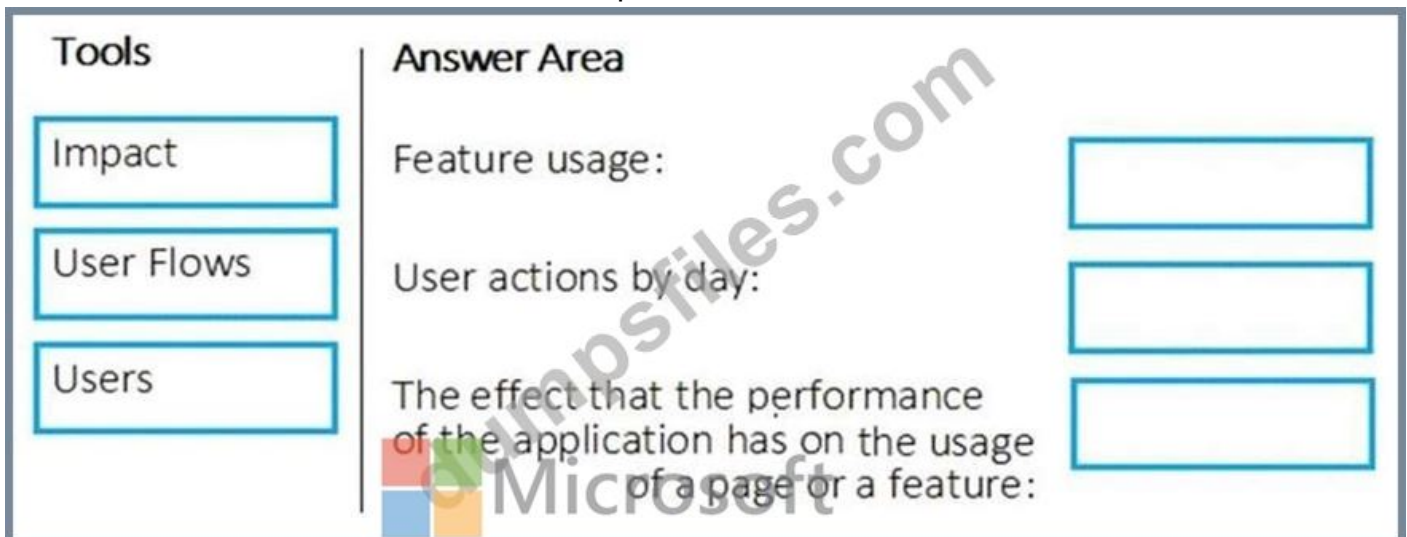 Tools
Answer Area
Impact
Feature usage:
User Flows
User actions by day:
Users
The effect that the performance
of the application has on the usage
of a page or a feature:
dumpsfiles.com
Microsoft